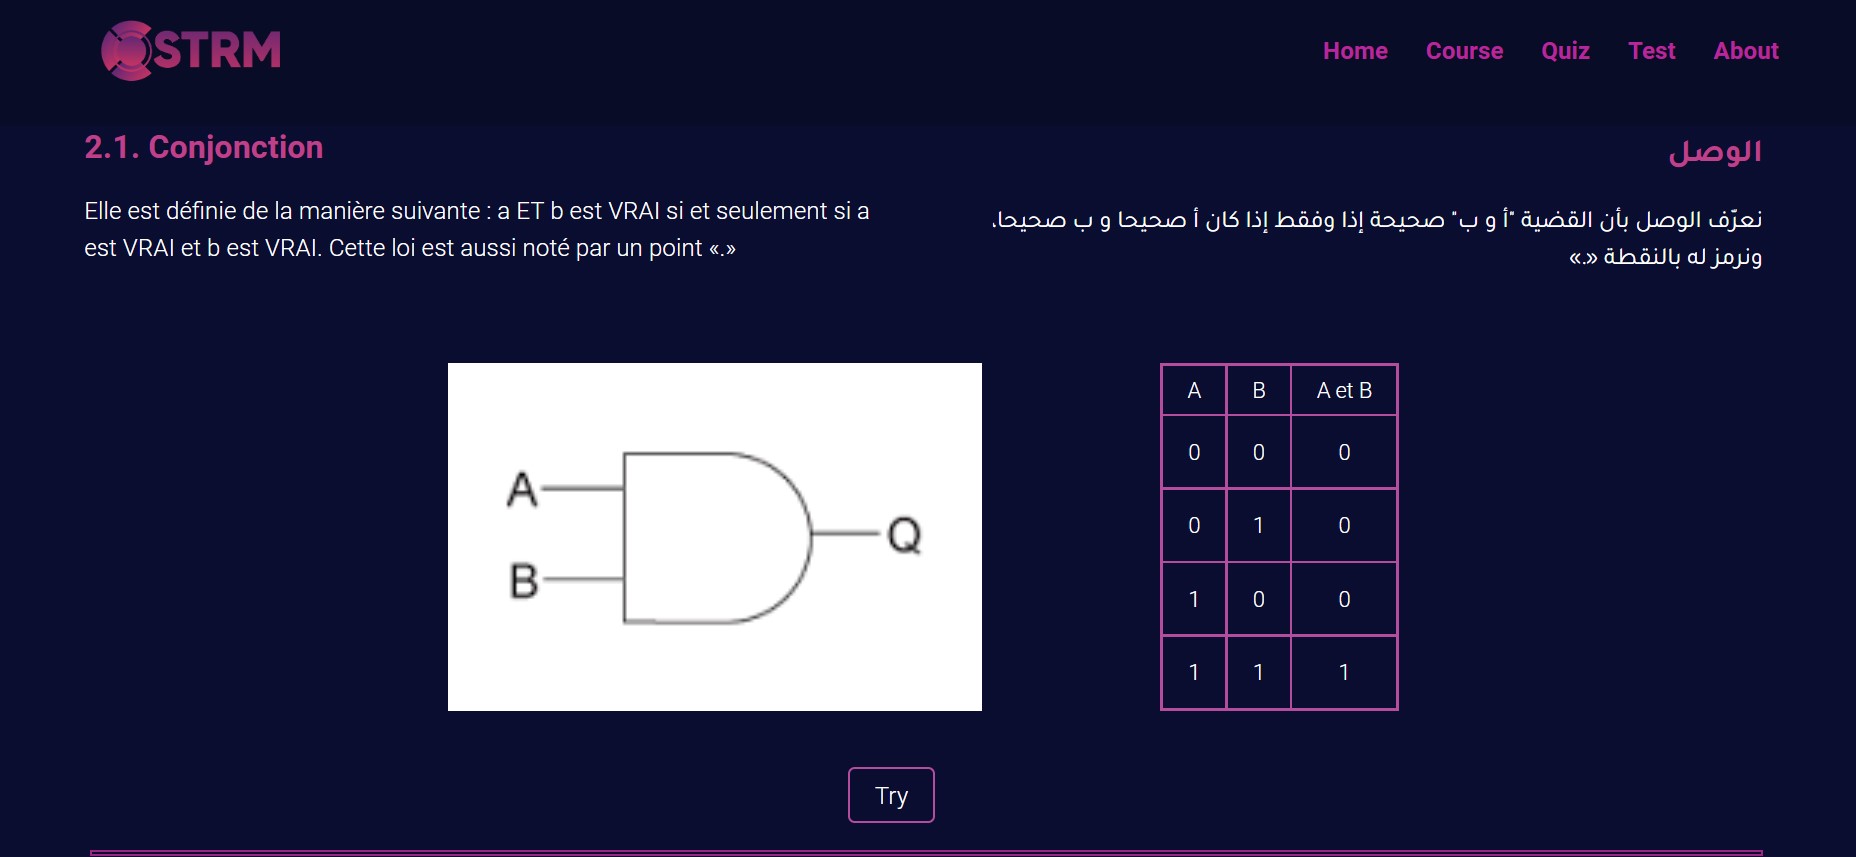 STRM
Home Course Quiz Test About
2.1. Conjonction
Elle est définie de la manière suivante : a ET b est VRAI si et seulement si a
est VRAI et b est VRAI. Cette loi est aussi noté par un point «.»
الوصل
نعرّف الوصل بأن القضية "أ و ب" صحيحة إذا وفقط إذا كان أ صحيحا و ب صحيحا،
ونرمز له بالنقطة «.»
A
B
Q
A B A et B
0 0 0
0 1 0
1 0 0
1 1 1
Try